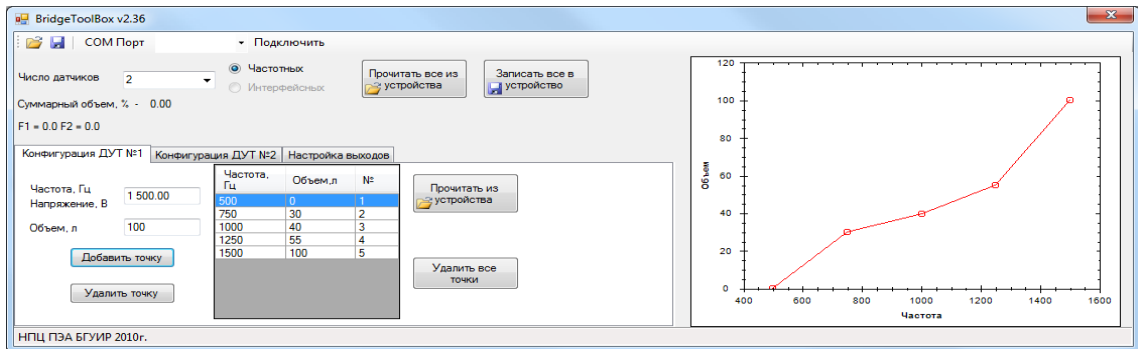 BridgeToolBox v2.36
COM Порт
Подключить
Число датчиков
2
Частотных
Интерфейсных
Прочитать все из
устройства
Записать все в
устройство
Суммарный объем, % - 0.00
F1 = 0.0 F2 = 0.0
Конфигурация ДУТ №1
Конфигурация ДУТ №2
Настройка выходов
Частота, Гц
Напряжение, В
1 500.00
Объем, л
100
Добавить точку
Удалить точку
Частота,
Гц
Объем,л
№
500 0 1
750 30 2
1000 40 3
1250 55 4
1500 100 5
Прочитать из
устройства
Удалить все
точки
Объем
120
100
80
60
40
20
0
400 600 800 1000 1200 1400 1600
Частота
НПЦ ПЭА БГУИР 2010г.